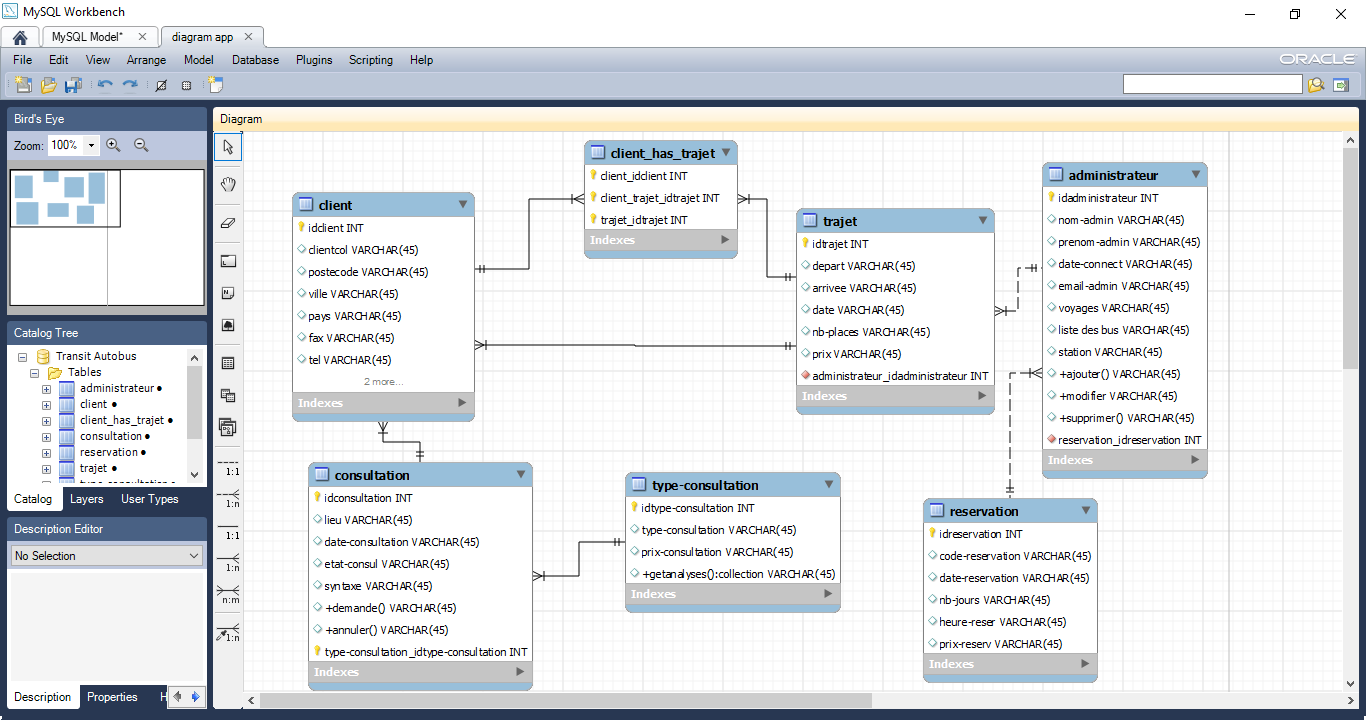 MySQL Workbench
MySQL Model*
diagram app
File Edit View Arrange Model Database Plugins Scripting Help
ORACLE
Bird's Eye
Zoom: 100%
Catalog Tree
Transit Autobus
Tables
administrateur
client
client_has_trajet
consultation
reservation
trajet
Catalog Layers User Types
Description Editor
No Selection
Description Properties H
Diagram
1:1
1:n
1:1
1:n
n:m
1:n
client
idclient INT
clientcol VARCHAR(45)
postecode VARCHAR(45)
ville VARCHAR(45)
pays VARCHAR(45)
fax VARCHAR(45)
tel VARCHAR(45)
2 more...
Indexes
client_has_trajet
client_idclient INT
client_trajet_idtrajet INT
trajet_idtrajet INT
Indexes
trajet
idtrajet INT
depart VARCHAR(45)
arrivee VARCHAR(45)
date VARCHAR(45)
nb-places VARCHAR(45)
prix VARCHAR(45)
administrateur_idadministrateur INT
Indexes
administrateur
idadministrateur INT
nom-admin VARCHAR(45)
prenom-admin VARCHAR(45)
date-connect VARCHAR(45)
email-admin VARCHAR(45)
voyages VARCHAR(45)
liste des bus VARCHAR(45)
station VARCHAR(45)
+ajouter() VARCHAR(45)
+modifier VARCHAR(45)
+supprimer() VARCHAR(45)
reservation_idreservation INT
Indexes
consultation
idconsultation INT
lieu VARCHAR(45)
date-consultation VARCHAR(45)
etat-consul VARCHAR(45)
syntaxe VARCHAR(45)
+demande() VARCHAR(45)
+annuler() VARCHAR(45)
type-consultation_idtype-consultation INT
Indexes
type-consultation
idtype-consultation INT
type-consultation VARCHAR(45)
prix-consultation VARCHAR(45)
+getanalyses():collection VARCHAR(45)
Indexes
reservation
idreservation INT
code-reservation VARCHAR(45)
date-reservation VARCHAR(45)
nb-jours VARCHAR(45)
heure-reser VARCHAR(45)
prix-reserv VARCHAR(45)
Indexes